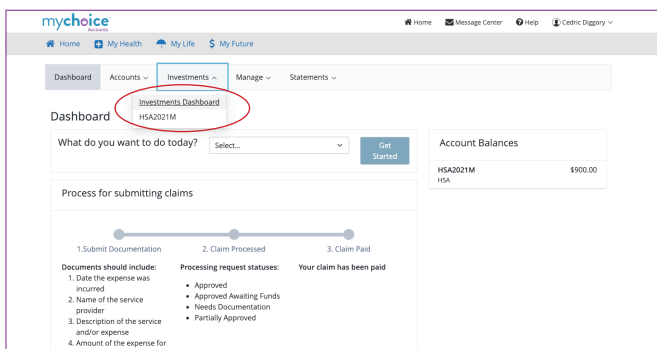 mychoice
Accounts
Home Message Center Help Cedric Diggory
Home My Health My Life My Future
Dashboard Accounts Investments Manage Statements
Investments Dashboard
HSA2021M
Dashboard
What do you want to do today? Select... Get Started
Account Balances
HSA2021M $900.00
HSA
Process for submitting claims
1.Submit Documentation 2. Claim Processed 3. Claim Paid
Documents should include:
1. Date the expense was
incurred
2. Name of the service
provider
3. Description of the service
and/or expense
4. Amount of the expense for
Processing request statuses:
• Approved
• Approved Awaiting Funds
• Needs Documentation
• Partially Approved
Your claim has been paid